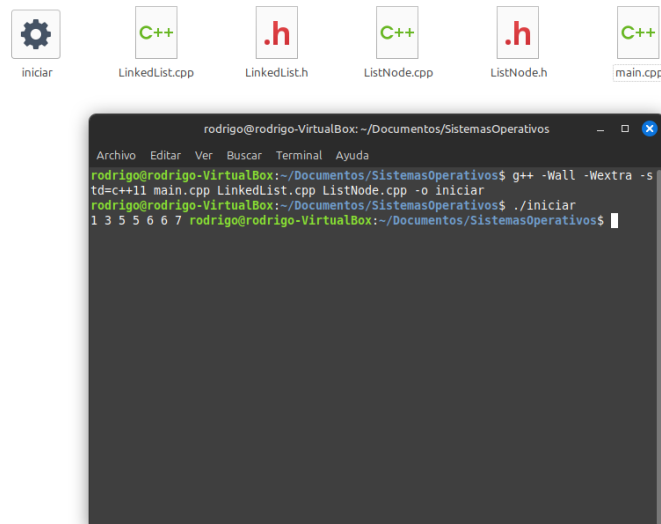 C++
.h
C++
.h
C++
iniciar
LinkedList.cpp
LinkedList.h
ListNode.cpp
ListNode.h
main.cpp
rodrigo@rodrigo-VirtualBox: ~/Documentos/SistemasOperativos
Archivo Editar Ver Buscar Terminal Ayuda
rodrigo@rodrigo-VirtualBox:~/Documentos/SistemasOperativos$ g++ -Wall -Wextra -s
td=c++11 main.cpp LinkedList.cpp ListNode.cpp -o iniciar
rodrigo@rodrigo-VirtualBox:~/Documentos/SistemasOperativos$ ./iniciar
1 3 5 5 6 6 7 rodrigo@rodrigo-VirtualBox:~/Documentos/SistemasOperativos$